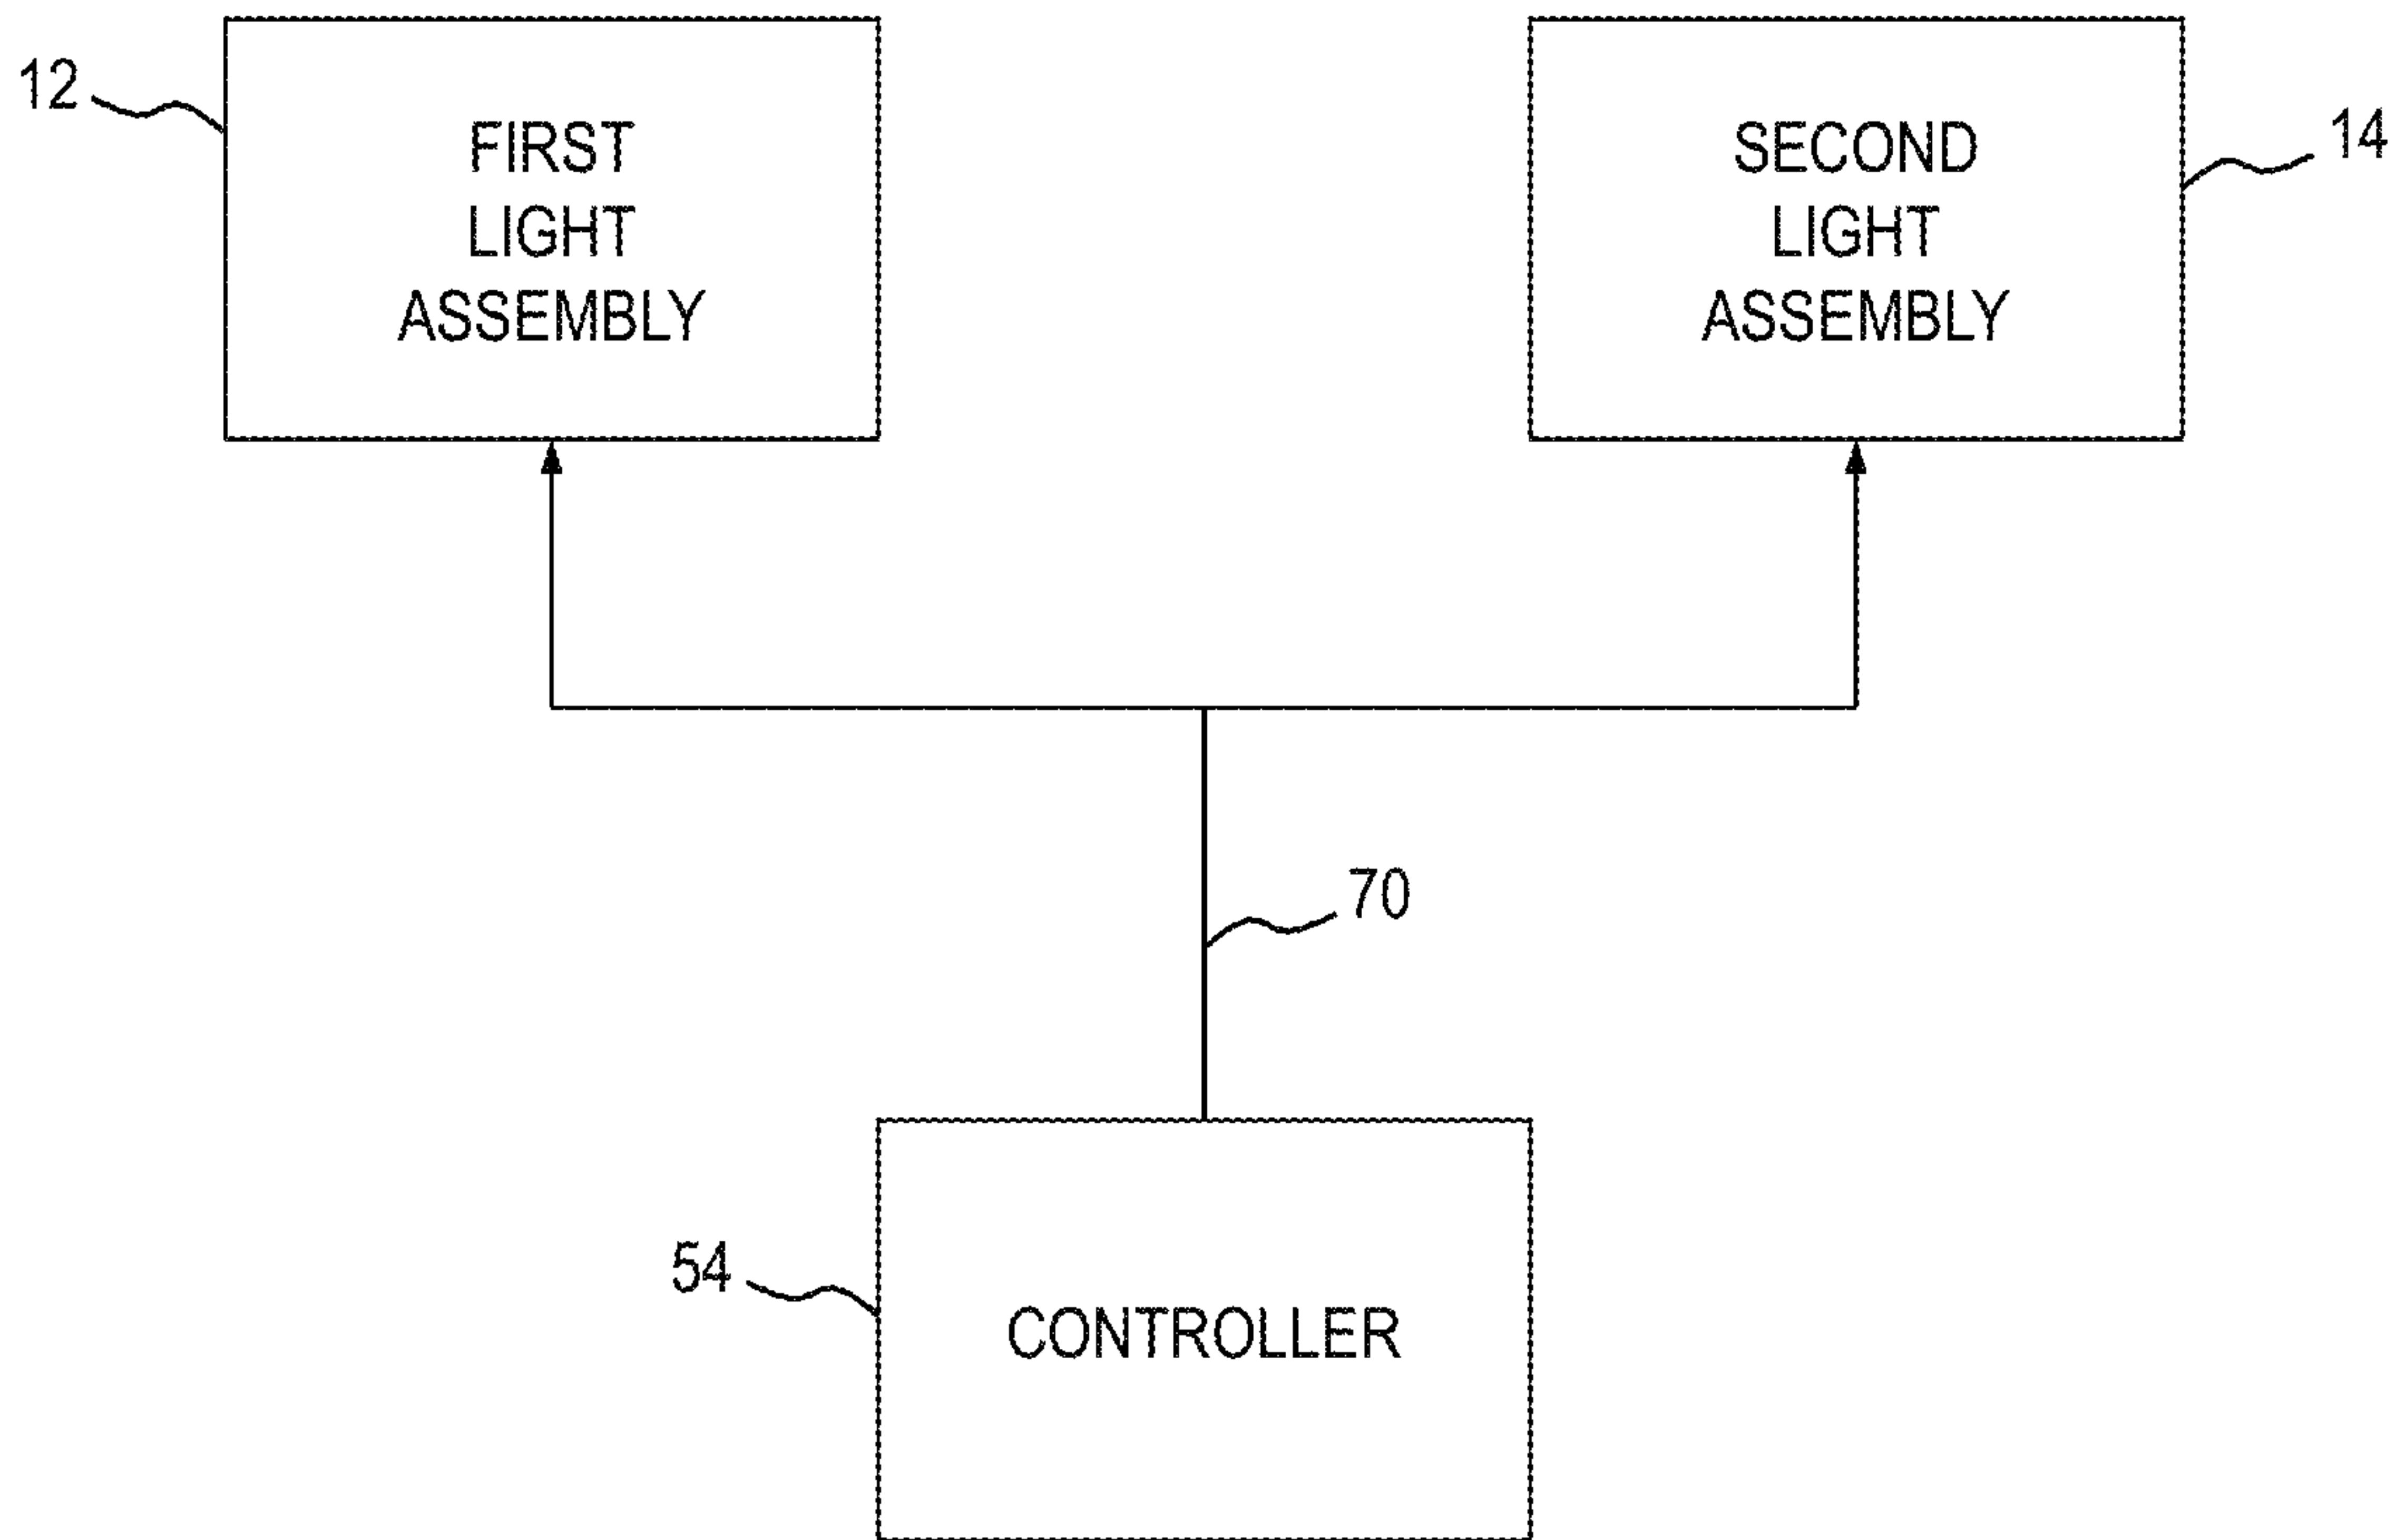 12
FIRST
LIGHT
ASSEMBLY
SECOND
LIGHT
ASSEMBLY
14
70
54
CONTROLLER